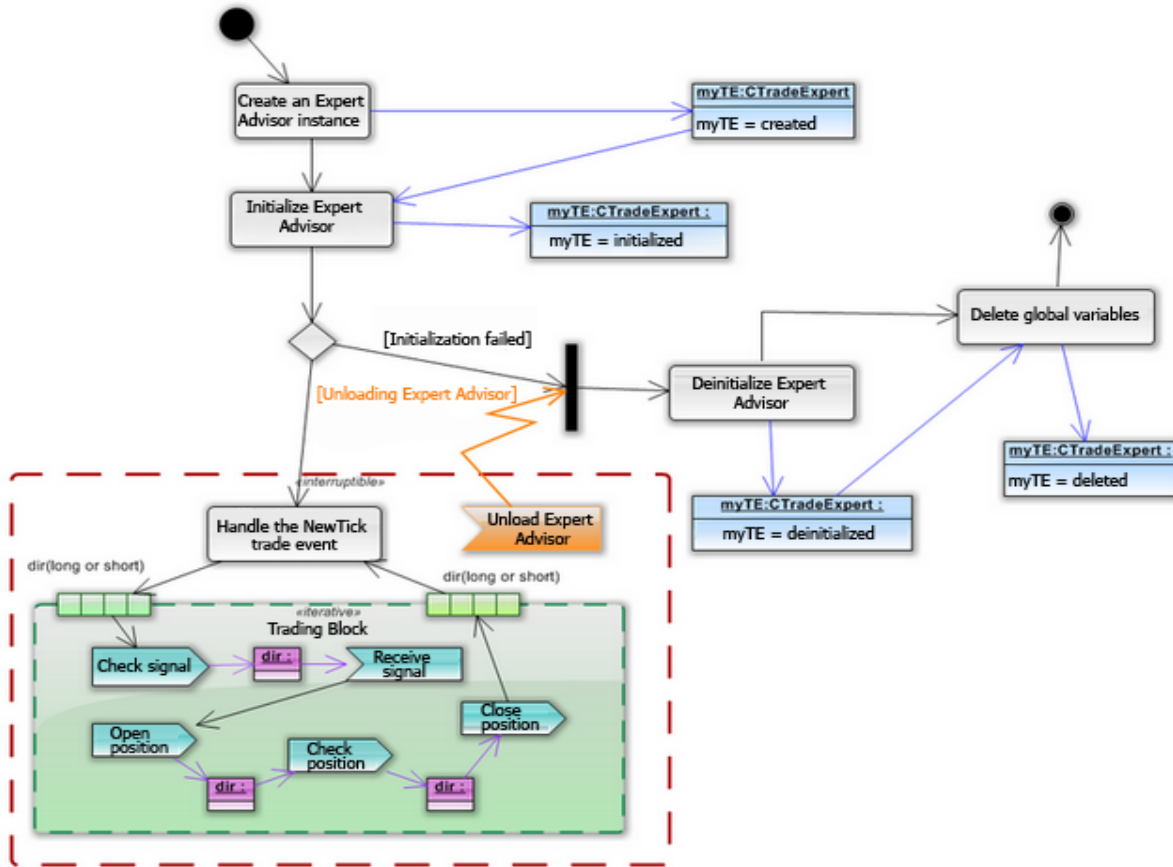 Create an Expert
Advisor instance
myTE:CTradeExpert
myTE = created
Initialize Expert
Advisor
myTE:CTradeExpert :
myTE = initialized
Delete global variables
[Initialization failed]
[Unloading Expert Advisor]
Deinitialize Expert
Advisor
myTE:CTradeExpert :
myTE = deleted
«interruptible»
Handle the NewTick
trade event
Unload Expert
Advisor
myTE:CTradeExpert :
myTE = deinitialized
dir(long or short)
dir(long or short)
«iterative»
Trading Block
Check signal
dir :
Receive
signal
Open
position
Check
position
Close
position
dir :
dir :